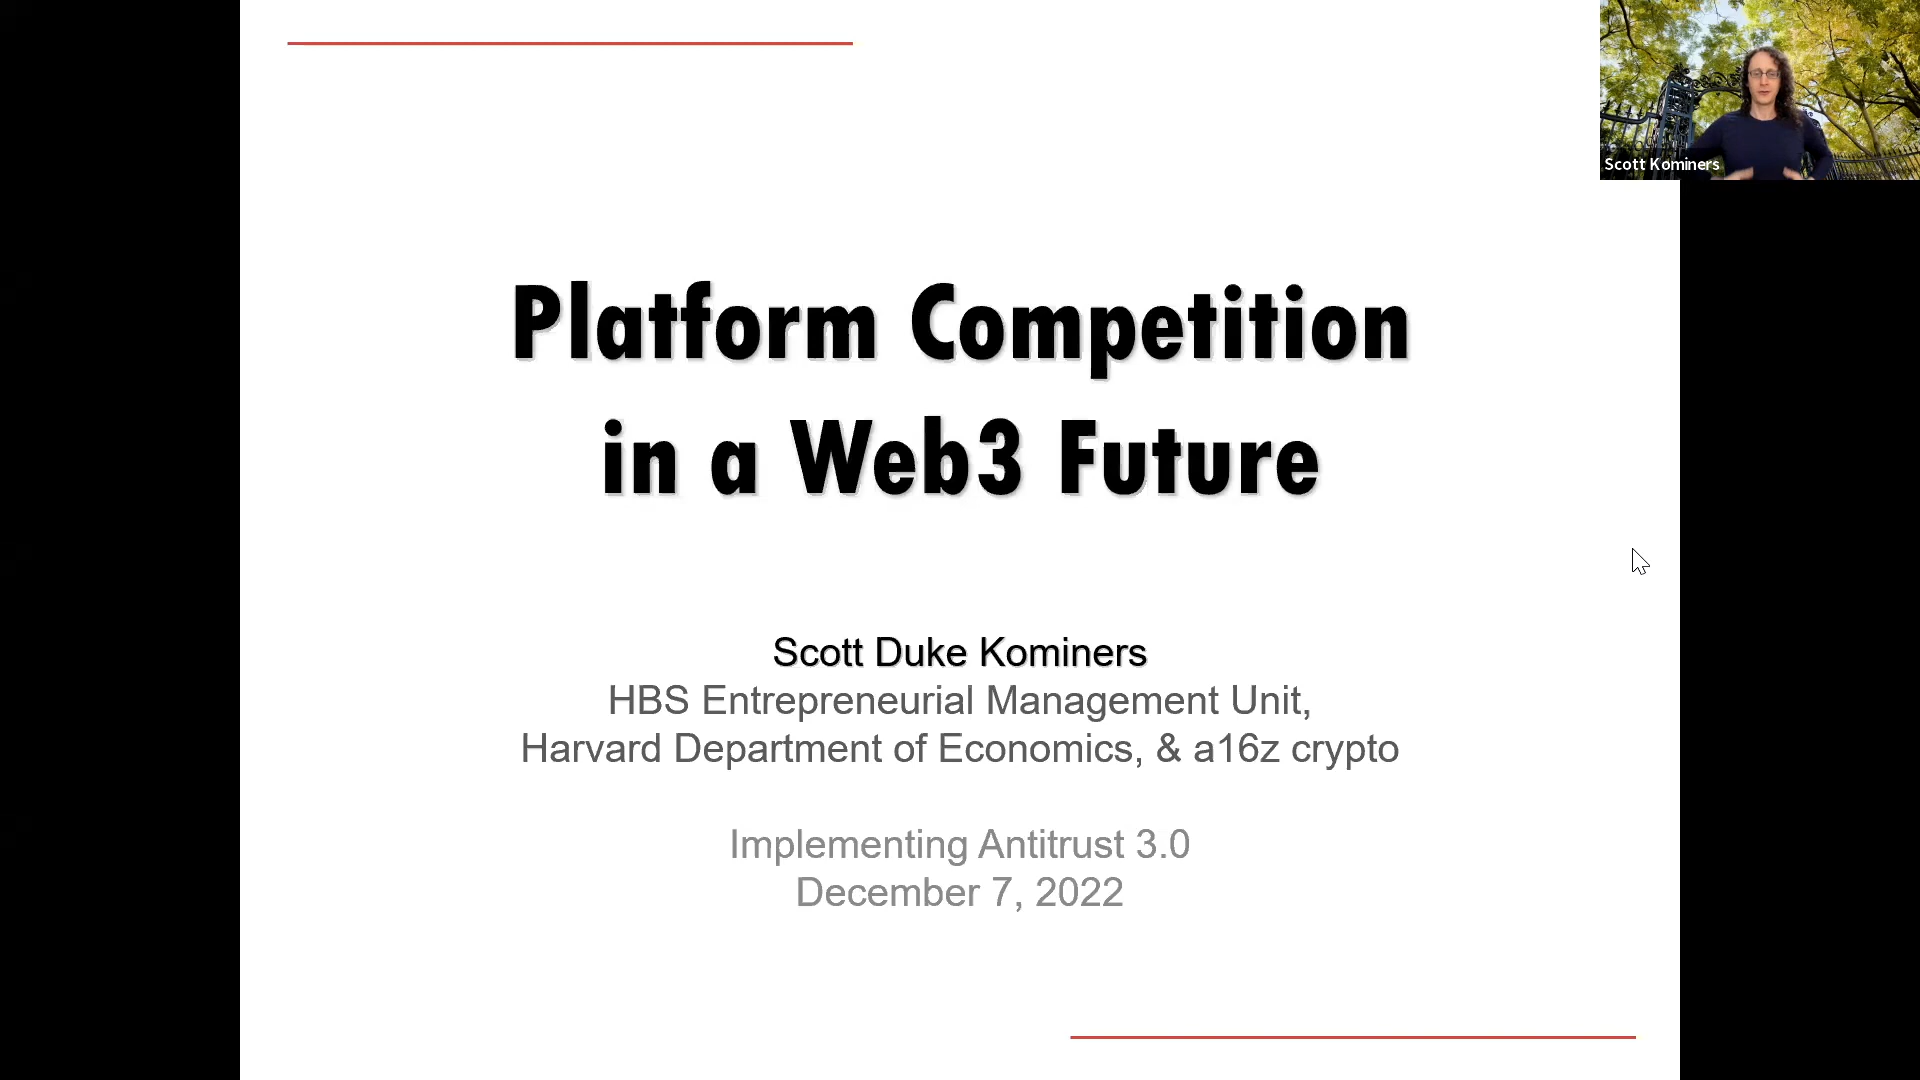 Scott Kominers
Platform Competition
in a Web3 Future
Scott Duke Kominers
HBS Entrepreneurial Management Unit,
Harvard Department of Economics, & a16z crypto
Implementing Antitrust 3.0
December 7, 2022